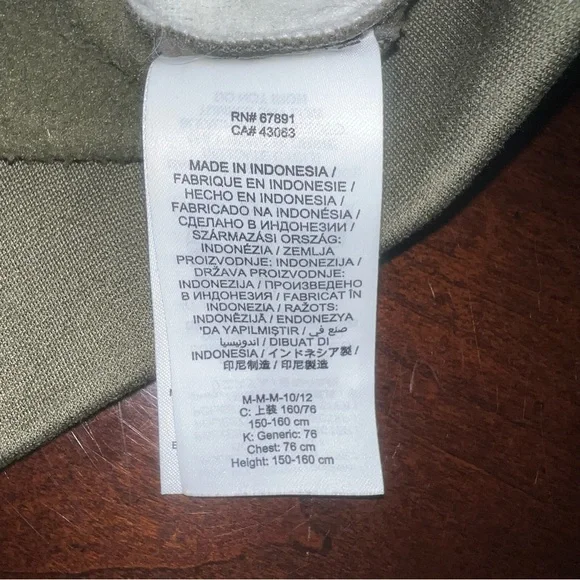 RN# 67891
CA# 43063
MADE IN INDONESIA /
FABRIQUE EN INDONESIE /
HECHO EN INDONESIA /
FABRICADO NA INDONÉSIA /
СДЕЛАНО В ИНДОНЕЗИИ /
SZÁRMAZÁSI ORSZÁG:
INDONÉZIA / ZEMLJA
PROIZVODNJE: INDONEZIJA /
DRŽAVA PROIZVODNJE:
INDONEZIJA / ПРОИЗВЕДЕНО
В ИНДОНЕЗИЯ / FABRICAT ÎN
INDONEZIA / RAŽOTS:
INDONĒZIJĀ / ENDONEZYA
'DA YAPILMIŞTIR / صنع في
اندونيسيا / DIBUAT DI
INDONESIA / インドネシア製 /
印尼制造 / 印尼製造
M-M-M-10/12
C: 上装 160/76
150-160 cm
K: Generic: 76
Chest: 76 cm
Height: 150-160 cm